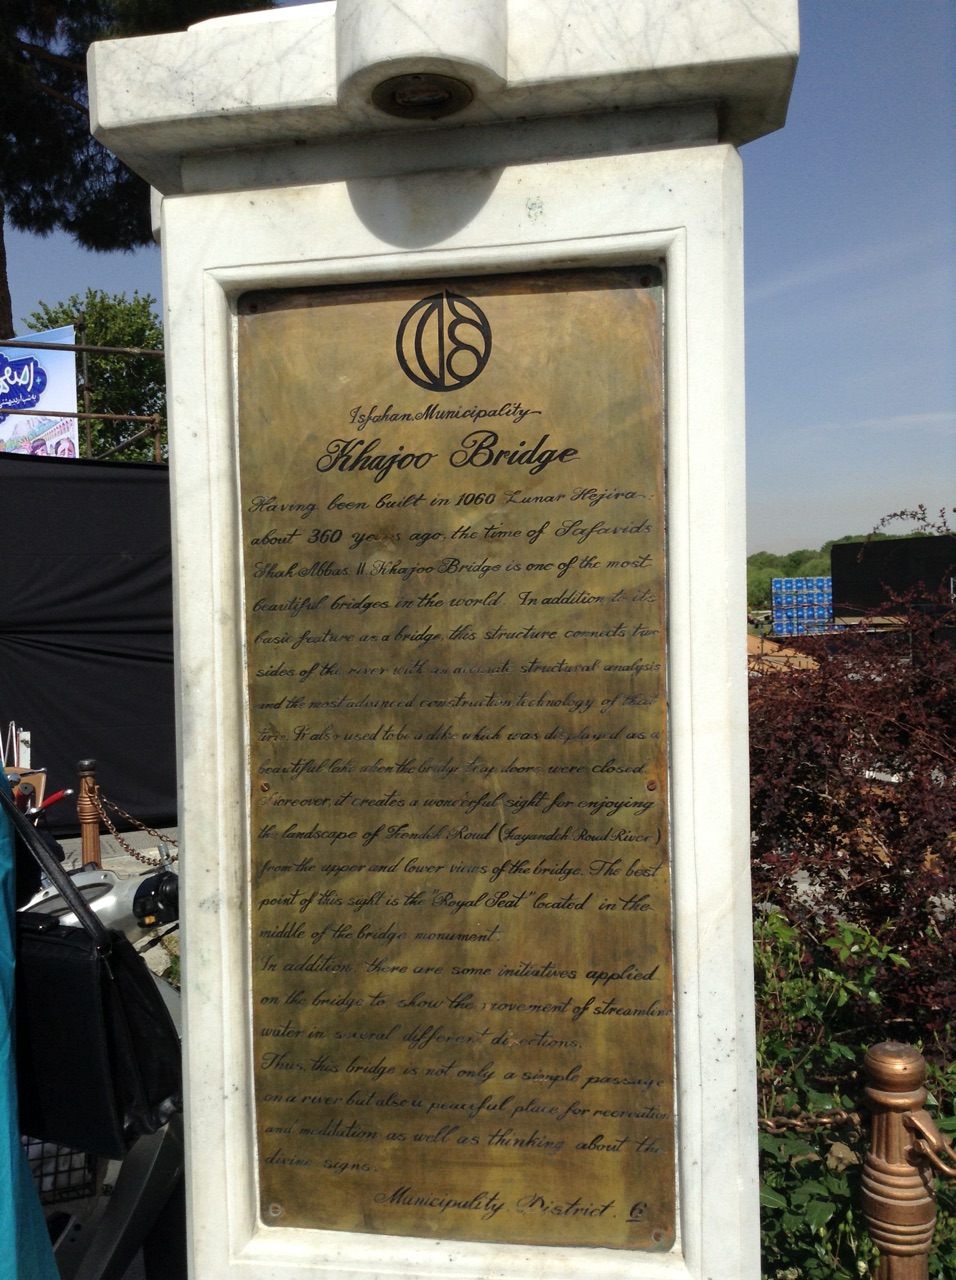 Isfahan Municipality
Khajoo Bridge
Having been built in 1060 Lunar Hejira.
about 360 years ago, the time of Safavids
Shah Abbas II. Khajoo Bridge is one of the most
beautiful bridges in the world. In addition to its
basic feature as a bridge, this structure connects two
sides of the river with an accurate structural analysis
and the most advanced construction technology of that
time. It also used to be a dike which was displayed as a
beautiful lake when the bridge trap doors were closed.
Moreover, it creates a wonderful sight for enjoying
the landscape of Zendeh Roud (Zayandeh Roud River)
from the upper and lower views of the bridge. The best
point of this sight is the "Royal Seat" located in the
middle of the bridge monument.
In addition, there are some initiatives applied
on the bridge to show the movement of streamline
water in several different directions.
Thus, this bridge is not only a simple passage
on a river but also a peaceful place for recreation
and meditation as well as thinking about the
divine signs.
Municipality District. 6